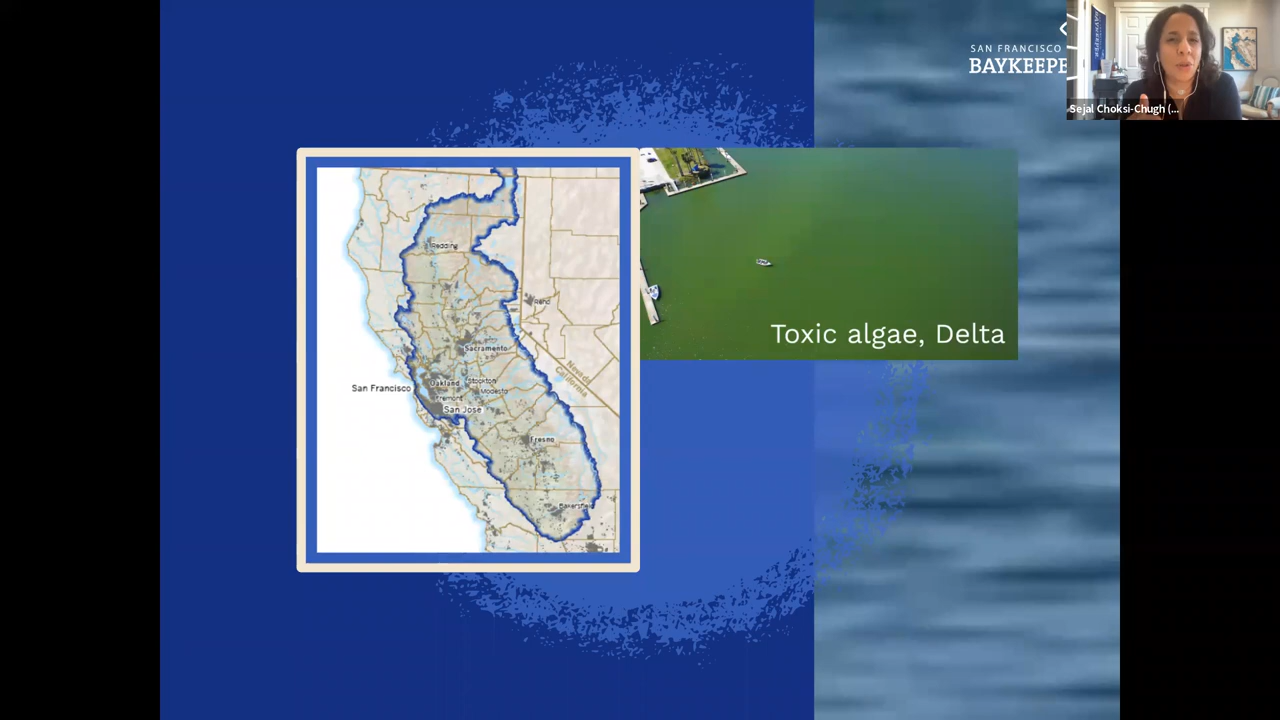 SAN FRANCISCO
BAYKEEPE
Sejal Choksi-Chugh (...
Redding
Reno
Sacramento
Nevada
California
San Francisco
Oakland
Stockton
Modesto
Fremont
San Jose
Fresno
Bakersfield
Toxic algae, Delta